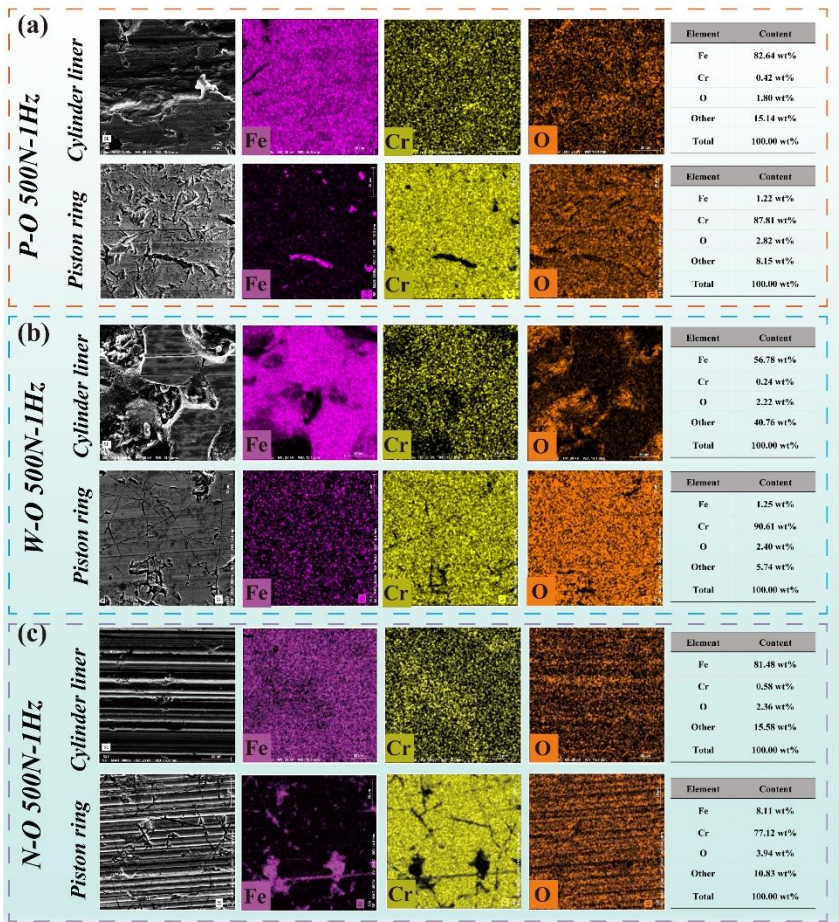 (a)
P-O 500N-1Hz
Cylinder liner
Fe
Cr
O
Element Content
Fe 82.64 wt%
Cr 0.42 wt%
O 1.80 wt%
Other 15.14 wt%
Total 100.00 wt%
Piston ring
Fe
Cr
O
Element Content
Fe 1.22 wt%
Cr 87.81 wt%
O 2.82 wt%
Other 8.15 wt%
Total 100.00 wt%
(b)
W-O 500N-1Hz
Cylinder liner
Fe
Cr
O
Element Content
Fe 56.78 wt%
Cr 0.24 wt%
O 2.22 wt%
Other 40.76 wt%
Total 100.00 wt%
Piston ring
Fe
Cr
O
Element Content
Fe 1.25 wt%
Cr 90.61 wt%
O 2.40 wt%
Other 5.74 wt%
Total 100.00 wt%
(c)
N-O 500N-1Hz
Cylinder liner
Fe
Cr
O
Element Content
Fe 81.48 wt%
Cr 0.58 wt%
O 2.36 wt%
Other 15.58 wt%
Total 100.00 wt%
Piston ring
Fe
Cr
O
Element Content
Fe 8.11 wt%
Cr 77.12 wt%
O 3.94 wt%
Other 10.83 wt%
Total 100.00 wt%